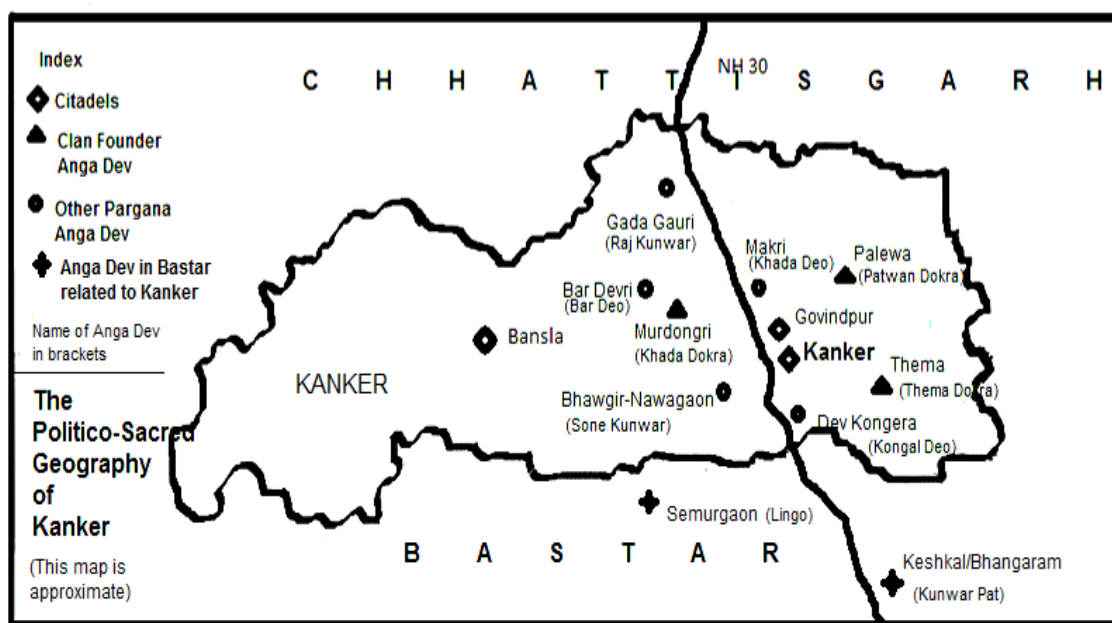 Index
Citadels
Clan Founder
Anga Dev
Other Pargana
Anga Dev
Anga Dev in Bastar
related to Kanker
Name of Anga Dev
in brackets
The
Politico-Sacred
Geography
of
Kanker
(This map is
approximate)
C H H A T T I S G A R H
NH 30
Gada Gauri
(Raj Kunwar)
Makri
(Khada Deo)
Palewa
(Patwan Dokra)
Bar Devri
(Bar Deo)
Murdongri
(Khada Dokra)
Govindpur
Kanker
Bansla
KANKER
Thema
(Thema Dokra)
Bhawgir-Nawagaon
(Sone Kunwar)
Dev Kongera
(Kongal Deo)
Semurgaon (Lingo)
B A S T A R
Keshkal/Bhangaram
(Kunwar Pat)